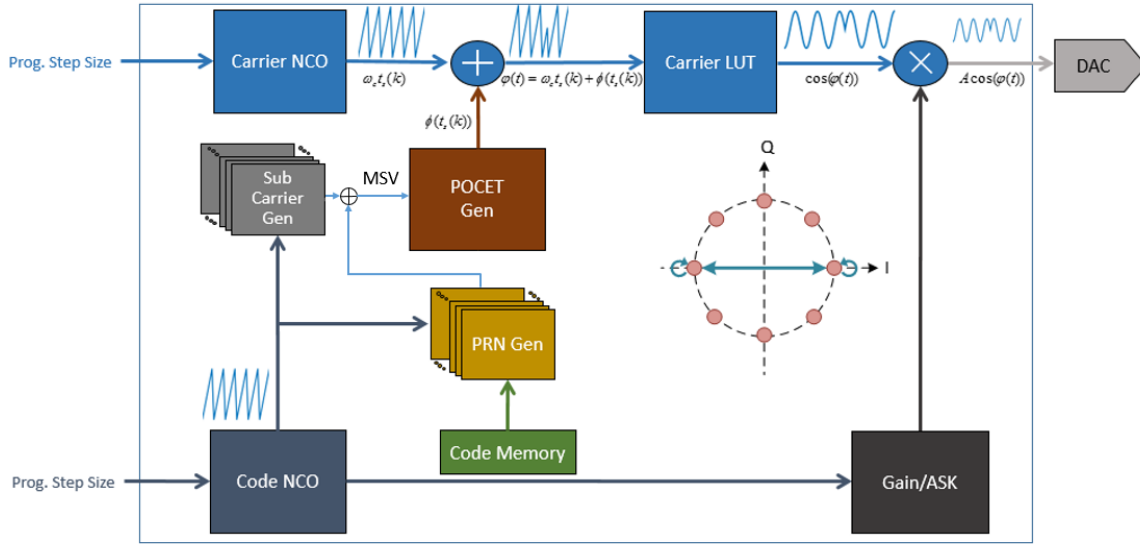 Prog. Step Size
Carrier NCO
ω_c t_s(k)
φ(t) = ω_c t_s(k) + ϕ(t_s(k))
Carrier LUT
cos(φ(t))
A cos(φ(t))
DAC
ϕ(t_s(k))
Sub
Carrier
Gen
MSV
POCET
Gen
Q
I
PRN Gen
Code Memory
Prog. Step Size
Code NCO
Gain/ASK